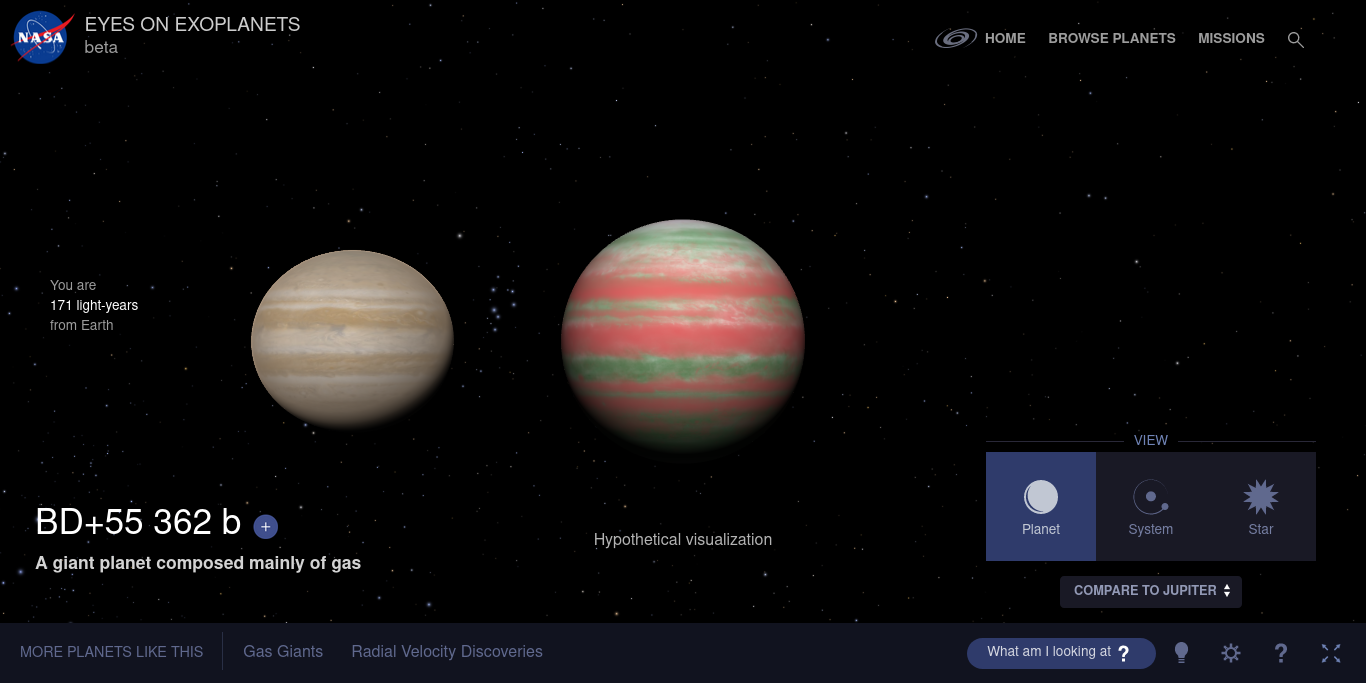 NASA
EYES ON EXOPLANETS
beta
HOME
BROWSE PLANETS
MISSIONS
You are
171 light-years
from Earth
VIEW
Planet
System
Star
BD+55 362 b +
A giant planet composed mainly of gas
Hypothetical visualization
COMPARE TO JUPITER
MORE PLANETS LIKE THIS
Gas Giants
Radial Velocity Discoveries
What am I looking at ?
?